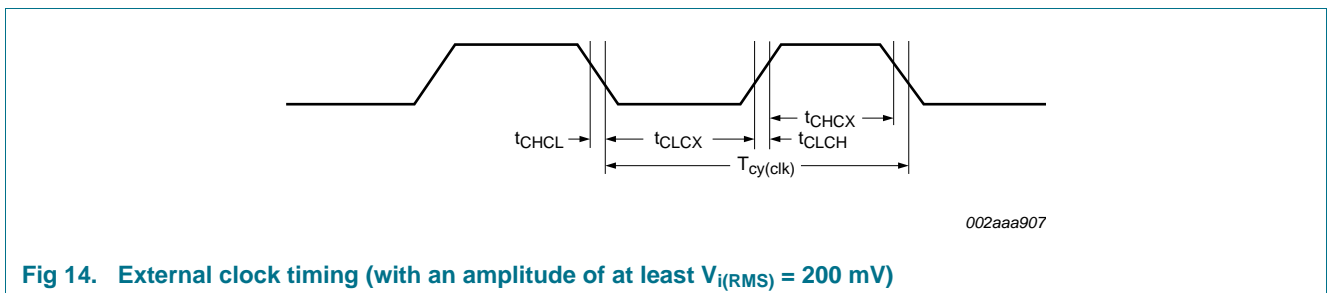 tCHCX
tCHCL tCLCX tCLCH
Tcy(clk)
002aaa907
Fig 14. External clock timing (with an amplitude of at least Vi(RMS) = 200 mV)